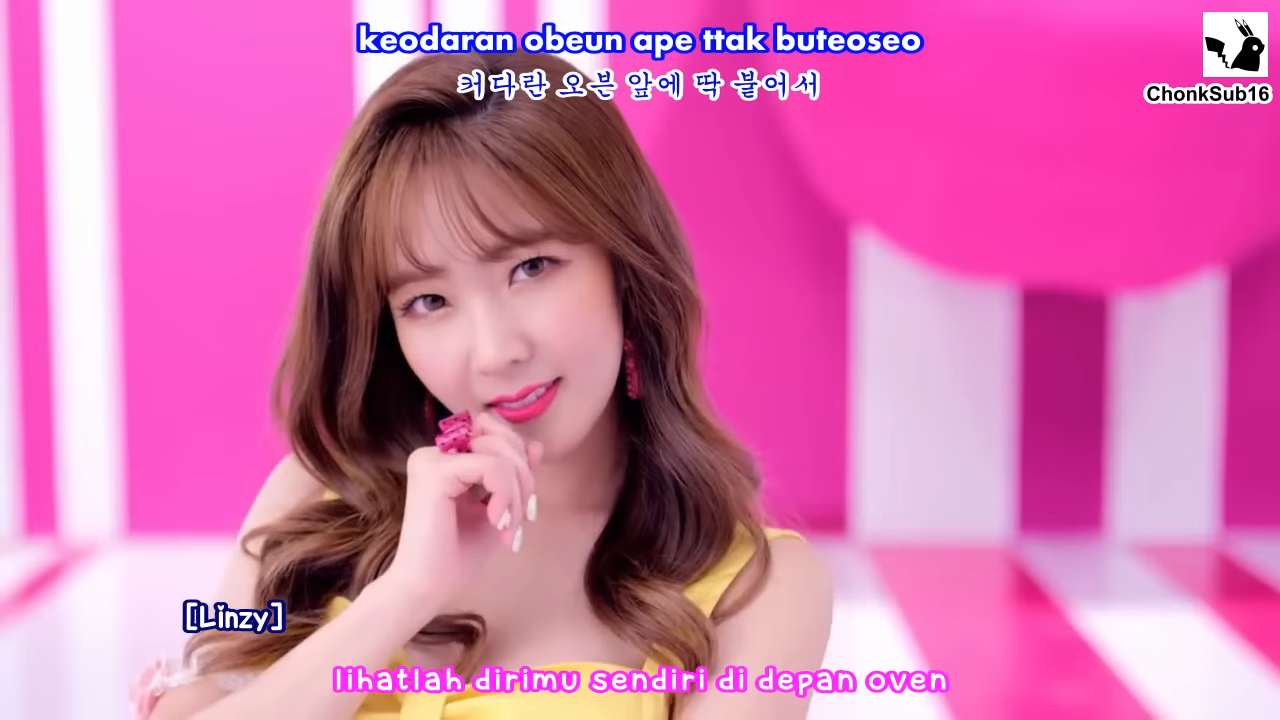 keodaran obeun ape ttak buteoseo
커다란 오븐 앞에 딱 붙어서
ChonkSub16
[Linzy]
lihatlah dirimu sendiri di depan oven